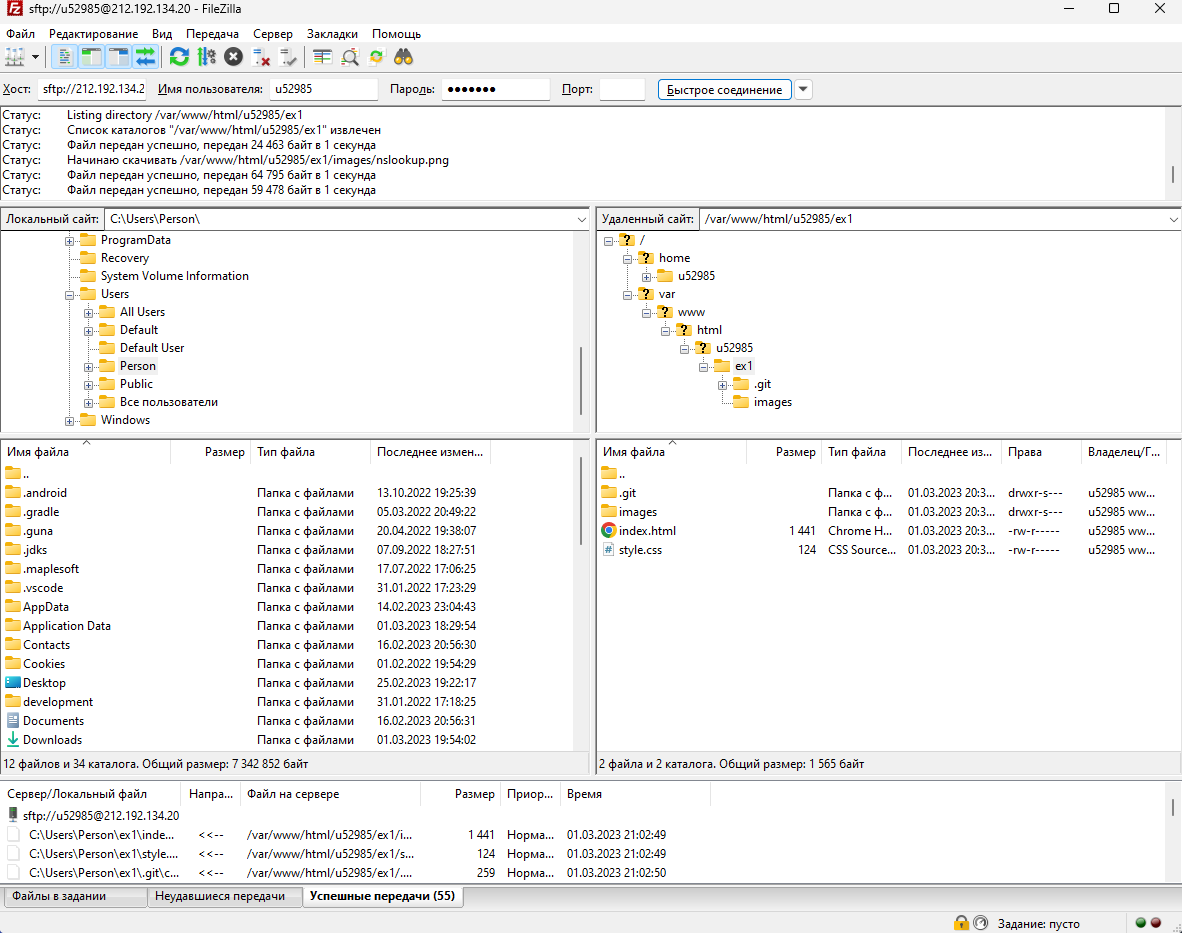 sftp://u52985@212.192.134.20 - FileZilla
Файл Редактирование Вид Передача Сервер Закладки Помощь
Хост: sftp://212.192.134.2 Имя пользователя: u52985 Пароль: ●●●●●●● Порт: Быстрое соединение
Статус: Listing directory /var/www/html/u52985/ex1
Статус: Список каталогов "/var/www/html/u52985/ex1" извлечен
Статус: Файл передан успешно, передан 24 463 байт в 1 секунда
Статус: Начинаю скачивать /var/www/html/u52985/ex1/images/nslookup.png
Статус: Файл передан успешно, передан 64 795 байт в 1 секунда
Статус: Файл передан успешно, передан 59 478 байт в 1 секунда
Локальный сайт: C:\Users\Person\
ProgramData
Recovery
System Volume Information
Users
All Users
Default
Default User
Person
Public
Все пользователи
Windows
Удаленный сайт: /var/www/html/u52985/ex1
/
home
u52985
var
www
html
u52985
ex1
.git
images
Имя файла Размер Тип файла Последнее измен...
..
.android Папка с файлами 13.10.2022 19:25:39
.gradle Папка с файлами 05.03.2022 20:49:22
.guna Папка с файлами 20.04.2022 19:38:07
.jdks Папка с файлами 07.09.2022 18:27:51
.maplesoft Папка с файлами 17.07.2022 17:06:25
.vscode Папка с файлами 31.01.2022 17:23:29
AppData Папка с файлами 14.02.2023 23:04:43
Application Data Папка с файлами 01.03.2023 18:29:54
Contacts Папка с файлами 16.02.2023 20:56:30
Cookies Папка с файлами 01.02.2022 19:54:29
Desktop Папка с файлами 25.02.2023 19:22:17
development Папка с файлами 31.01.2022 17:18:25
Documents Папка с файлами 16.02.2023 20:56:31
Downloads Папка с файлами 01.03.2023 19:54:02
12 файлов и 34 каталога. Общий размер: 7 342 852 байт
Имя файла Размер Тип файла Последнее из... Права Владелец/Г...
..
.git Папка с ф... 01.03.2023 20:3... drwxr-s--- u52985 ww...
images Папка с ф... 01.03.2023 20:3... drwxr-s--- u52985 ww...
index.html 1 441 Chrome H... 01.03.2023 20:3... -rw-r----- u52985 ww...
style.css 124 CSS Source... 01.03.2023 20:3... -rw-r----- u52985 ww...
2 файла и 2 каталога. Общий размер: 1 565 байт
Сервер/Локальный файл Напра... Файл на сервере Размер Приор... Время
sftp://u52985@212.192.134.20
C:\Users\Person\ex1\inde... <<-- /var/www/html/u52985/ex1/i... 1 441 Норма... 01.03.2023 21:02:49
C:\Users\Person\ex1\style.... <<-- /var/www/html/u52985/ex1/s... 124 Норма... 01.03.2023 21:02:49
C:\Users\Person\ex1\.git\c... <<-- /var/www/html/u52985/ex1/.... 259 Норма... 01.03.2023 21:02:50
Файлы в задании Неудавшиеся передачи Успешные передачи (55)
Задание: пусто